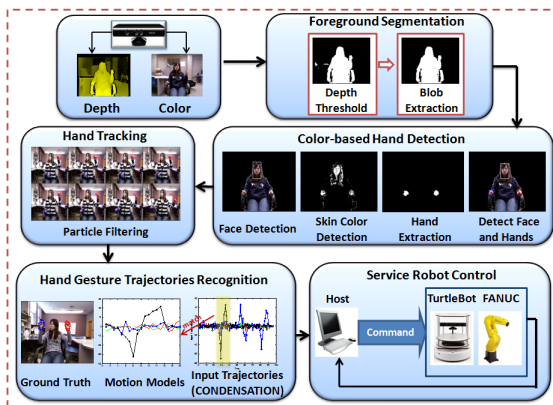 Depth
Color
Foreground Segmentation
Depth
Threshold
Blob
Extraction
Color-based Hand Detection
Face Detection
Skin Color
Detection
Hand
Extraction
Detect Face
and Hands
Hand Tracking
Particle Filtering
Hand Gesture Trajectories Recognition
Ground Truth
Motion Models
match
Input Trajectories
(CONDENSATION)
Service Robot Control
Host
Command
TurtleBot
FANUC